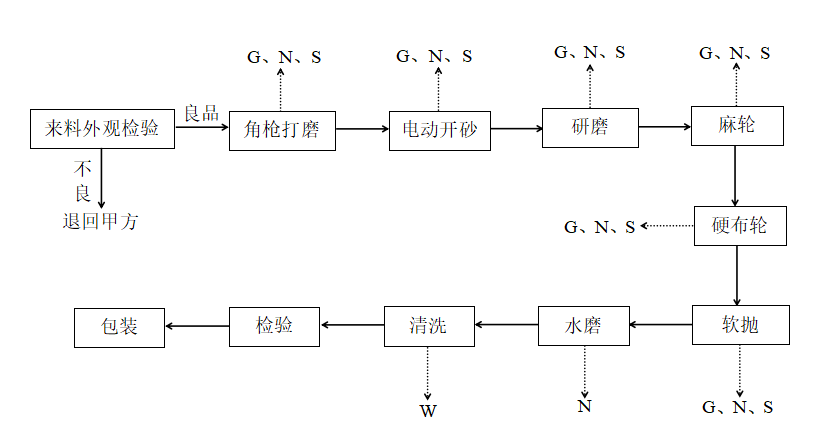 G、N、S
G、N、S
G、N、S
G、N、S
来料外观检验
良品
角枪打磨
电动开砂
研磨
麻轮
不良
退回甲方
G、N、S
硬布轮
包装
检验
清洗
水磨
软抛
W
N
G、N、S